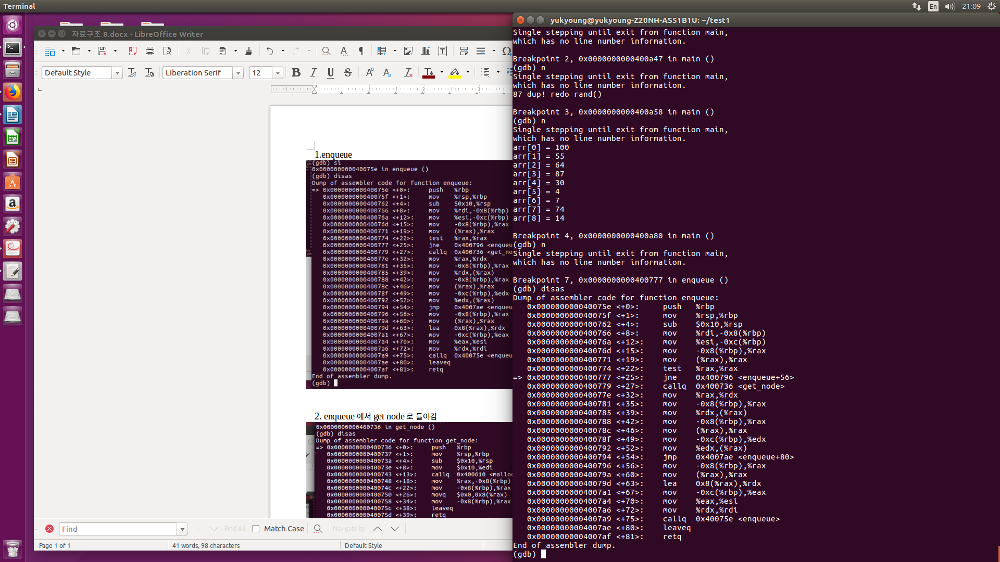 Terminal
En
21:09
자료구조 8.docx - LibreOffice Writer
Default Style
Liberation Serif
12
1
2
3
1.enqueue
(gdb) si
0x000000000040075e in enqueue ()
(gdb) disas
Dump of assembler code for function enqueue:
=> 0x000000000040075e <+0>: push %rbp
0x000000000040075f <+1>: mov %rsp,%rbp
0x0000000000400762 <+4>: sub $0x10,%rsp
0x0000000000400766 <+8>: mov %rdi,-0x8(%rbp)
0x000000000040076a <+12>: mov %esi,-0xc(%rbp)
0x000000000040076d <+15>: mov -0x8(%rbp),%rax
0x0000000000400771 <+19>: mov (%rax),%rax
0x0000000000400774 <+22>: test %rax,%rax
0x0000000000400777 <+25>: jne 0x400796 <enqueu
0x0000000000400779 <+27>: callq 0x400736 <get_no
0x000000000040077e <+32>: mov %rax,%rdx
0x0000000000400781 <+35>: mov -0x8(%rbp),%rax
0x0000000000400785 <+39>: mov %rdx,(%rax)
0x0000000000400788 <+42>: mov -0x8(%rbp),%rax
0x000000000040078c <+46>: mov (%rax),%rax
0x000000000040078f <+49>: mov -0xc(%rbp),%edx
0x0000000000400792 <+52>: mov %edx,(%rax)
0x0000000000400794 <+54>: jmp 0x4007ae <enqueu
0x0000000000400796 <+56>: mov -0x8(%rbp),%rax
0x000000000040079a <+60>: mov (%rax),%rax
0x000000000040079d <+63>: lea 0x8(%rax),%rdx
0x00000000004007a1 <+67>: mov -0xc(%rbp),%eax
0x00000000004007a4 <+70>: mov %eax,%esi
0x00000000004007a6 <+72>: mov %rdx,%rdi
0x00000000004007a9 <+75>: callq 0x40075e <enqueu
0x00000000004007ae <+80>: leaveq
0x00000000004007af <+81>: retq
End of assembler dump.
(gdb)
2. enqueue 에서 get node 로 들어감
0x0000000000400736 in get_node ()
(gdb) disas
Dump of assembler code for function get_node:
=> 0x0000000000400736 <+0>: push %rbp
0x0000000000400737 <+1>: mov %rsp,%rbp
0x000000000040073a <+4>: sub $0x10,%rsp
0x000000000040073e <+8>: mov $0x10,%edi
0x0000000000400743 <+13>: callq 0x400610 <malloc
0x0000000000400748 <+18>: mov %rax,-0x8(%rbp)
0x000000000040074c <+22>: mov -0x8(%rbp),%rax
0x0000000000400750 <+26>: movq $0x0,0x8(%rax)
0x0000000000400758 <+34>: mov -0x8(%rbp),%rax
0x000000000040075c <+38>: leaveq
0x000000000040075d <+39>: retq
Find
Find All
Match Case
Navigate by
Page 1 of 1
41 words, 98 characters
Default Style
yukyoung@yukyoung-Z20NH-AS51B1U: ~/test1
Single stepping until exit from function main,
which has no line number information.
Breakpoint 2, 0x0000000000400a47 in main ()
(gdb) n
Single stepping until exit from function main,
which has no line number information.
87 dup! redo rand()
Breakpoint 3, 0x0000000000400a58 in main ()
(gdb) n
Single stepping until exit from function main,
which has no line number information.
arr[0] = 100
arr[1] = 55
arr[2] = 64
arr[3] = 87
arr[4] = 30
arr[5] = 4
arr[6] = 7
arr[7] = 74
arr[8] = 14
Breakpoint 4, 0x0000000000400a80 in main ()
(gdb) n
Single stepping until exit from function main,
which has no line number information.
Breakpoint 7, 0x0000000000400777 in enqueue ()
(gdb) disas
Dump of assembler code for function enqueue:
0x000000000040075e <+0>: push %rbp
0x000000000040075f <+1>: mov %rsp,%rbp
0x0000000000400762 <+4>: sub $0x10,%rsp
0x0000000000400766 <+8>: mov %rdi,-0x8(%rbp)
0x000000000040076a <+12>: mov %esi,-0xc(%rbp)
0x000000000040076d <+15>: mov -0x8(%rbp),%rax
0x0000000000400771 <+19>: mov (%rax),%rax
0x0000000000400774 <+22>: test %rax,%rax
=> 0x0000000000400777 <+25>: jne 0x400796 <enqueue+56>
0x0000000000400779 <+27>: callq 0x400736 <get_node>
0x000000000040077e <+32>: mov %rax,%rdx
0x0000000000400781 <+35>: mov -0x8(%rbp),%rax
0x0000000000400785 <+39>: mov %rdx,(%rax)
0x0000000000400788 <+42>: mov -0x8(%rbp),%rax
0x000000000040078c <+46>: mov (%rax),%rax
0x000000000040078f <+49>: mov -0xc(%rbp),%edx
0x0000000000400792 <+52>: mov %edx,(%rax)
0x0000000000400794 <+54>: jmp 0x4007ae <enqueue+80>
0x0000000000400796 <+56>: mov -0x8(%rbp),%rax
0x000000000040079a <+60>: mov (%rax),%rax
0x000000000040079d <+63>: lea 0x8(%rax),%rdx
0x00000000004007a1 <+67>: mov -0xc(%rbp),%eax
0x00000000004007a4 <+70>: mov %eax,%esi
0x00000000004007a6 <+72>: mov %rdx,%rdi
0x00000000004007a9 <+75>: callq 0x40075e <enqueue>
0x00000000004007ae <+80>: leaveq
0x00000000004007af <+81>: retq
End of assembler dump.
(gdb)